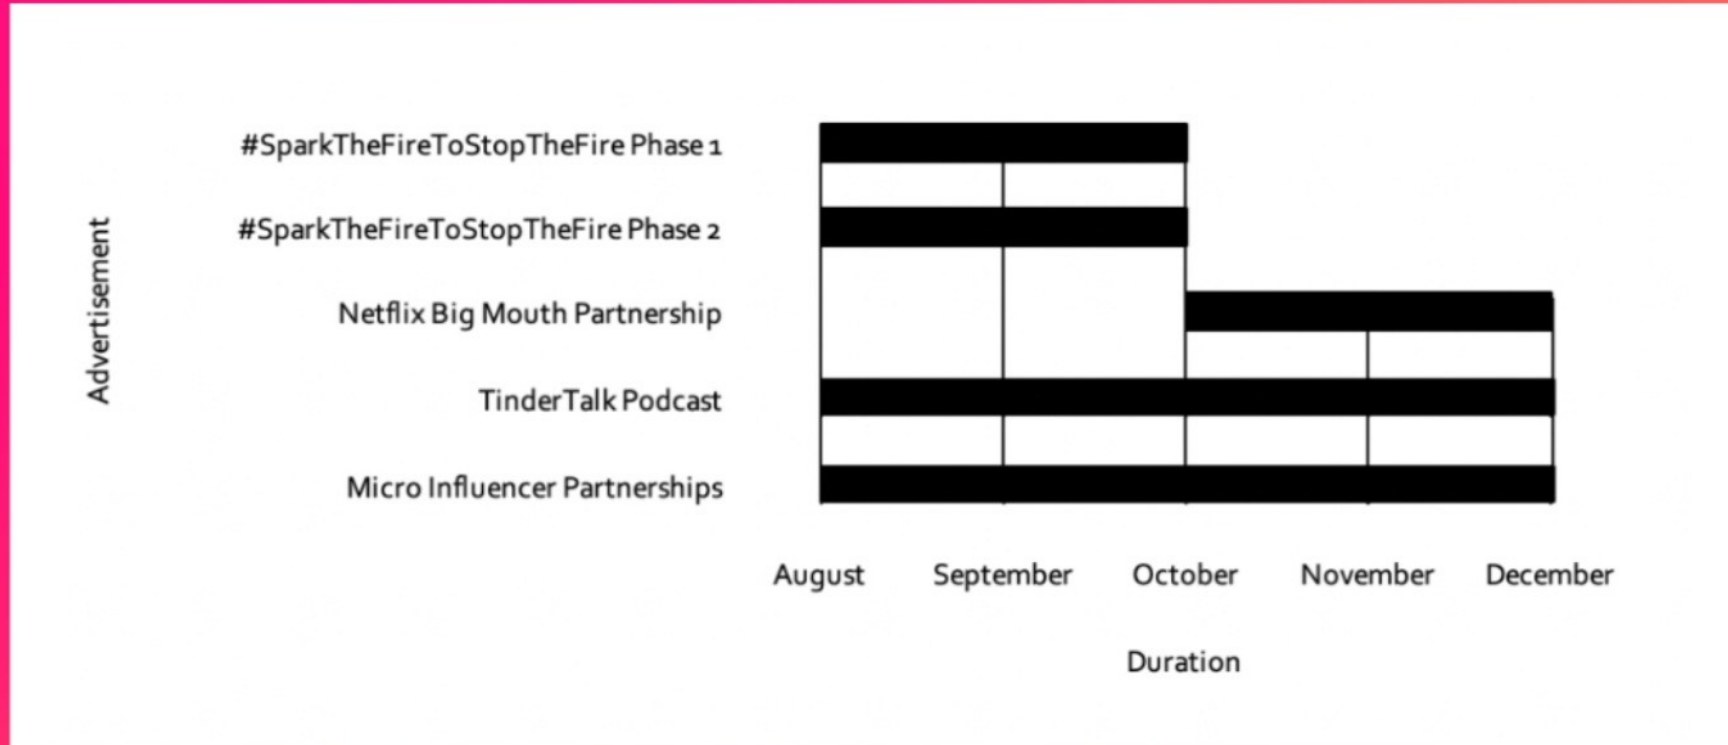 #SparkTheFireToStopTheFire Phase 1
#SparkTheFireToStopTheFire Phase 2
Netflix Big Mouth Partnership
TinderTalk Podcast
Micro Influencer Partnerships
Advertisement
August September October November December
Duration